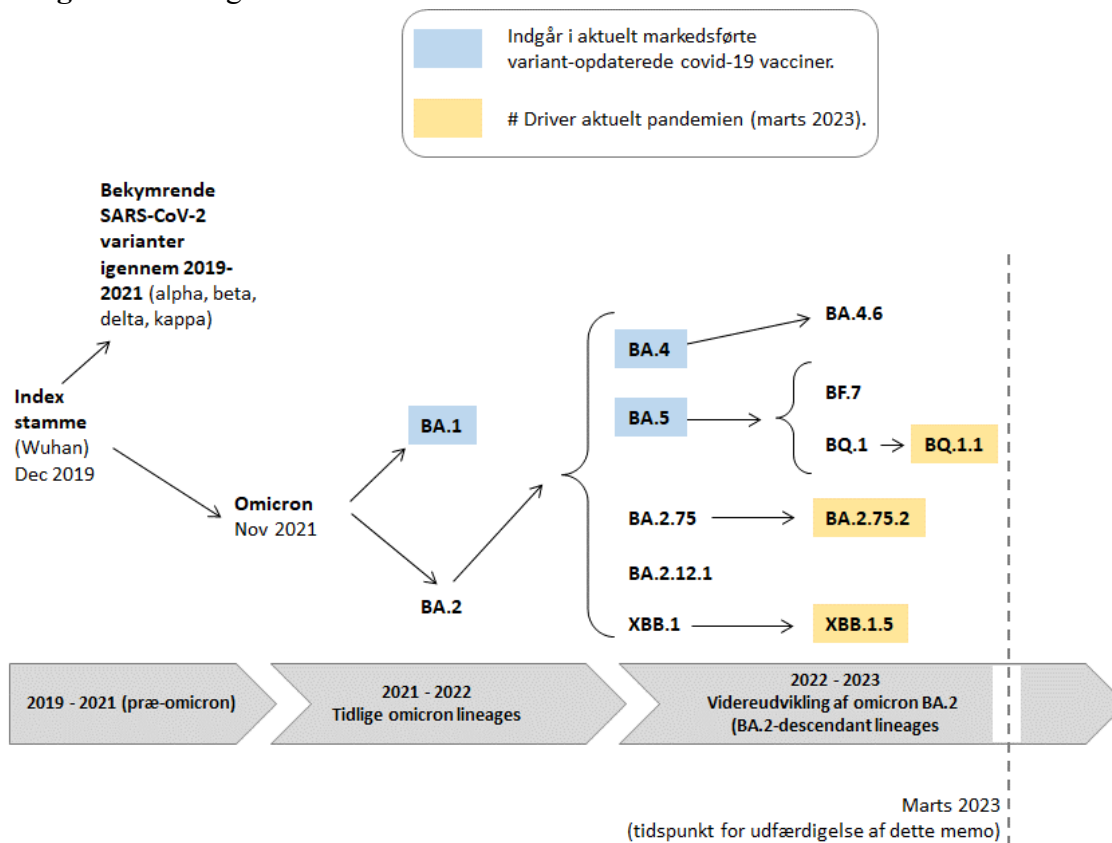 Indgår i aktuelt markedsførte
variant-opdaterede covid-19 vacciner.
# Driver aktuelt pandemien (marts 2023).
Bekymrende
SARS-CoV-2
varianter
igennem 2019-
2021 (alpha, beta,
delta, kappa)
Index
stamme
(Wuhan)
Dec 2019
Omicron
Nov 2021
BA.1
BA.2
BA.4
BA.4.6
BA.5
BF.7
BQ.1
BQ.1.1
BA.2.75
BA.2.75.2
BA.2.12.1
XBB.1
XBB.1.5
2019 - 2021 (præ-omicron)
2021 - 2022
Tidlige omicron lineages
2022 - 2023
Videreudvikling af omicron BA.2
(BA.2-descendant lineages
Marts 2023
(tidspunkt for udfærdigelse af dette memo)